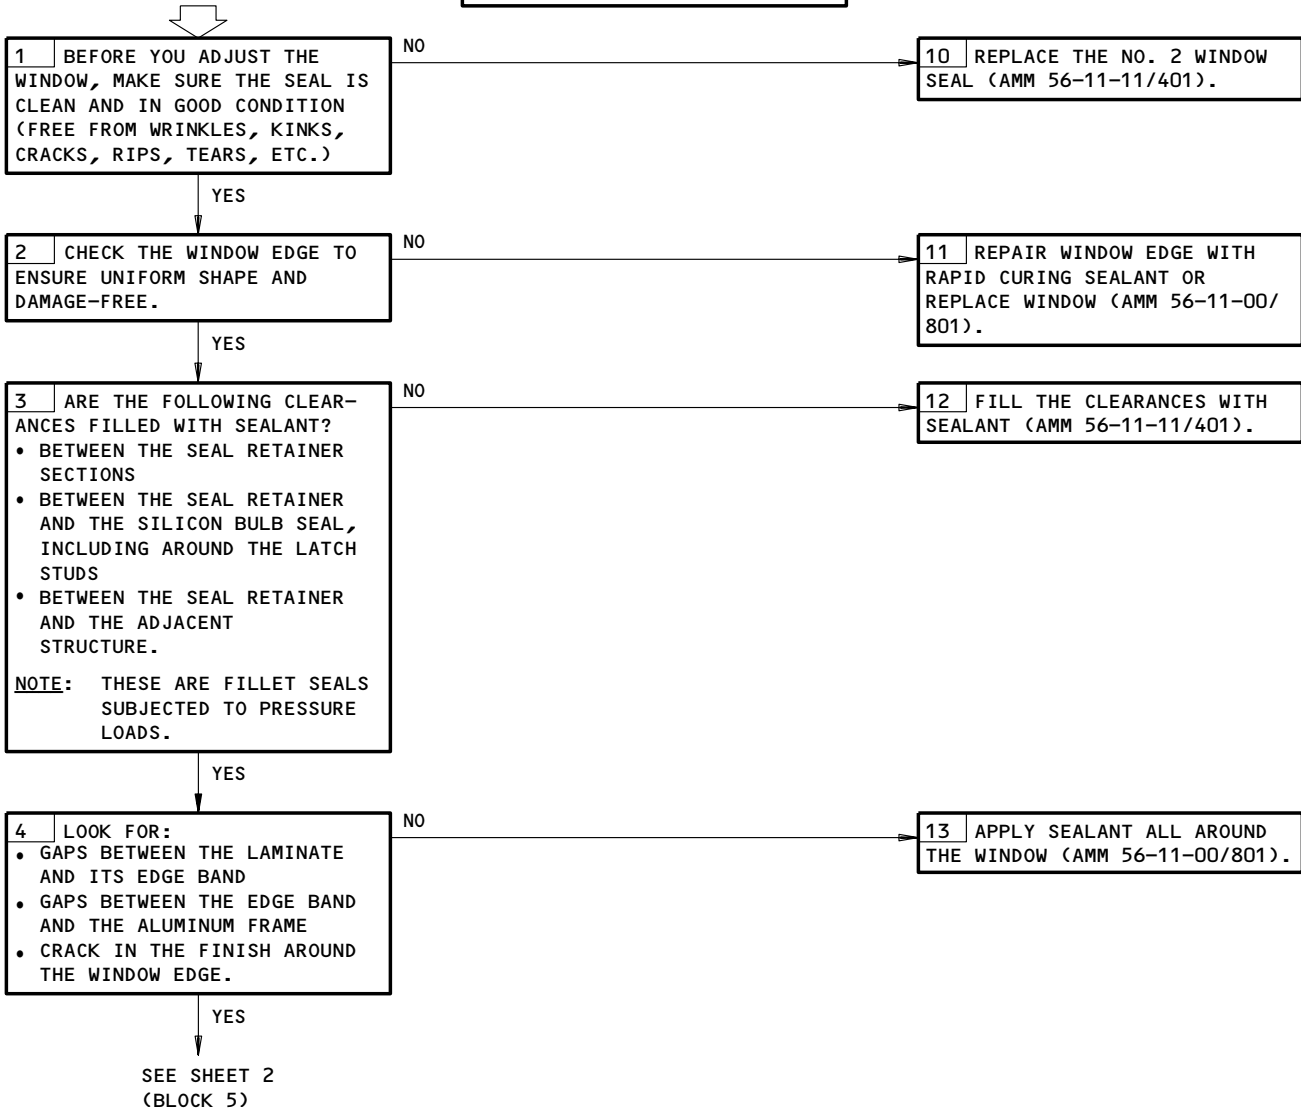 1 BEFORE YOU ADJUST THE
WINDOW, MAKE SURE THE SEAL IS
CLEAN AND IN GOOD CONDITION
(FREE FROM WRINKLES, KINKS,
CRACKS, RIPS, TEARS, ETC.)
NO
10 REPLACE THE NO. 2 WINDOW
SEAL (AMM 56-11-11/401).
YES
2 CHECK THE WINDOW EDGE TO
ENSURE UNIFORM SHAPE AND
DAMAGE-FREE.
NO
11 REPAIR WINDOW EDGE WITH
RAPID CURING SEALANT OR
REPLACE WINDOW (AMM 56-11-00/
801).
YES
3 ARE THE FOLLOWING CLEAR-
ANCES FILLED WITH SEALANT?
• BETWEEN THE SEAL RETAINER
SECTIONS
• BETWEEN THE SEAL RETAINER
AND THE SILICON BULB SEAL,
INCLUDING AROUND THE LATCH
STUDS
• BETWEEN THE SEAL RETAINER
AND THE ADJACENT
STRUCTURE.
NOTE: THESE ARE FILLET SEALS
SUBJECTED TO PRESSURE
LOADS.
NO
12 FILL THE CLEARANCES WITH
SEALANT (AMM 56-11-11/401).
YES
4 LOOK FOR:
• GAPS BETWEEN THE LAMINATE
AND ITS EDGE BAND
• GAPS BETWEEN THE EDGE BAND
AND THE ALUMINUM FRAME
• CRACK IN THE FINISH AROUND
THE WINDOW EDGE.
NO
13 APPLY SEALANT ALL AROUND
THE WINDOW (AMM 56-11-00/801).
YES
SEE SHEET 2
(BLOCK 5)